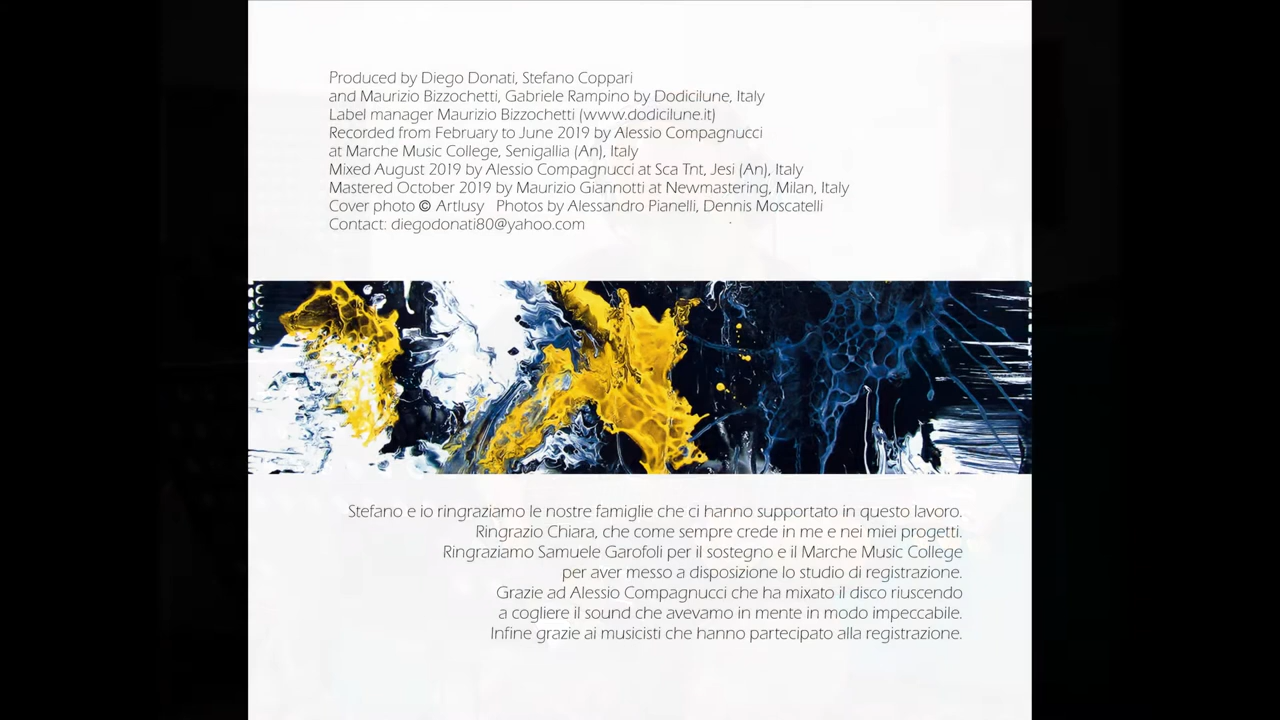 Produced by Diego Donati, Stefano Coppari
and Maurizio Bizzochetti, Gabriele Rampino by Dodicilune, Italy
Label manager Maurizio Bizzochetti (www.dodicilune.it)
Recorded from February to June 2019 by Alessio Compagnucci
at Marche Music College, Senigallia (An), Italy
Mixed August 2019 by Alessio Compagnucci at Sca Tnt, Jesi (An), Italy
Mastered October 2019 by Maurizio Giannotti at Newmastering, Milan, Italy
Cover photo © Artlusy Photos by Alessandro Pianelli, Dennis Moscatelli
Contact: diegodonati80@yahoo.com
Stefano e io ringraziamo le nostre famiglie che ci hanno supportato in questo lavoro.
Ringrazio Chiara, che come sempre crede in me e nei miei progetti.
Ringraziamo Samuele Garofoli per il sostegno e il Marche Music College
per aver messo a disposizione lo studio di registrazione.
Grazie ad Alessio Compagnucci che ha mixato il disco riuscendo
a cogliere il sound che avevamo in mente in modo impeccabile.
Infine grazie ai musicisti che hanno partecipato alla registrazione.